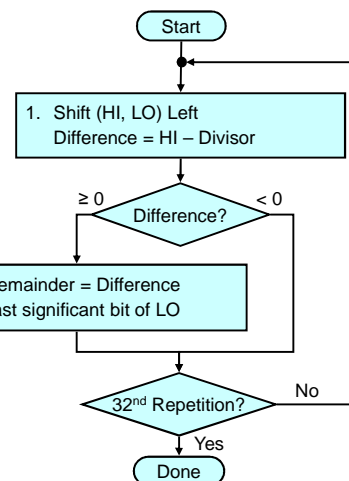 Start
1. Shift (HI, LO) Left
Difference = HI – Divisor
≥ 0
< 0
Difference?
emainder = Difference
ast significant bit of LO
32nd Repetition?
No
Yes
Done